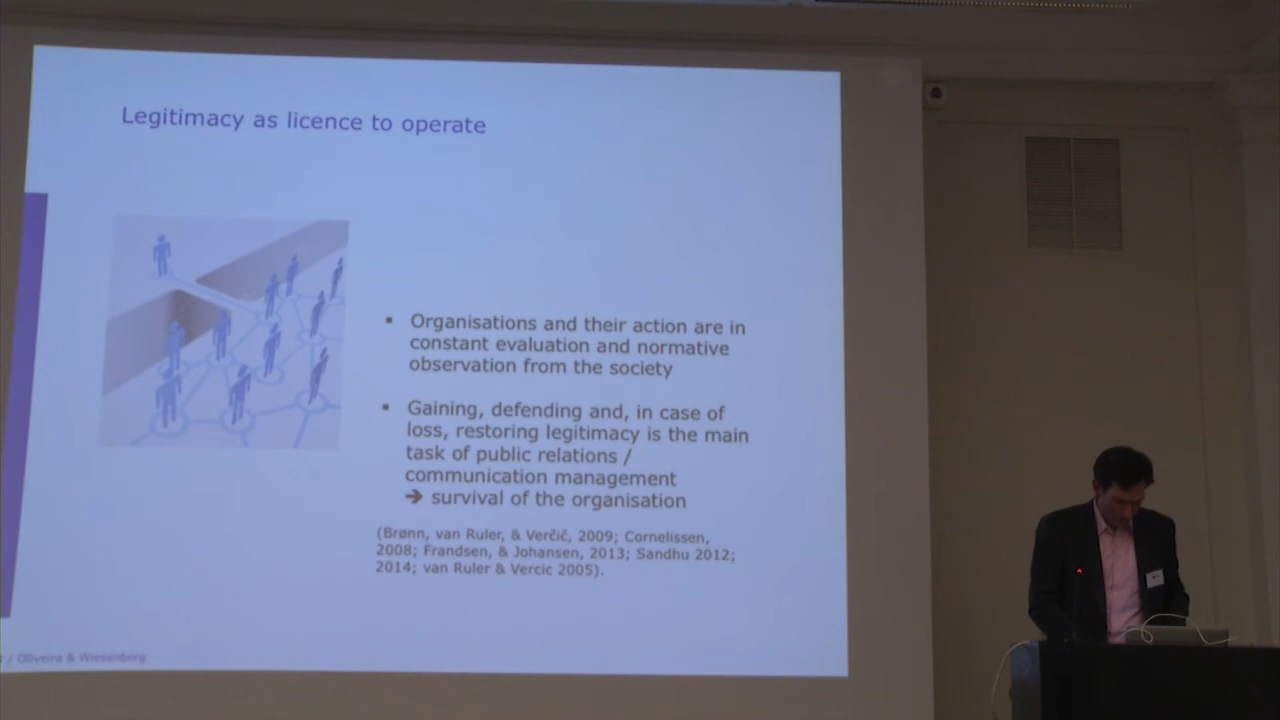 Legitimacy as licence to operate
▪ Organisations and their action are in
constant evaluation and normative
observation from the society
▪ Gaining, defending and, in case of
loss, restoring legitimacy is the main
task of public relations /
communication management
➔ survival of the organisation
(Brønn, van Ruler, & Verčič, 2009; Cornelissen,
2008; Frandsen, & Johansen, 2013; Sandhu 2012;
2014; van Ruler & Vercic 2005).
/ Oliveira & Wiesenberg